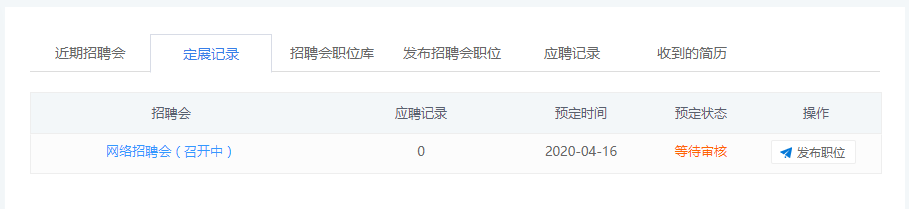 近期招聘会 定展记录 招聘会职位库 发布招聘会职位 应聘记录 收到的简历
招聘会 应聘记录 预定时间 预定状态 操作
网络招聘会（召开中） 0 2020-04-16 等待审核 发布职位